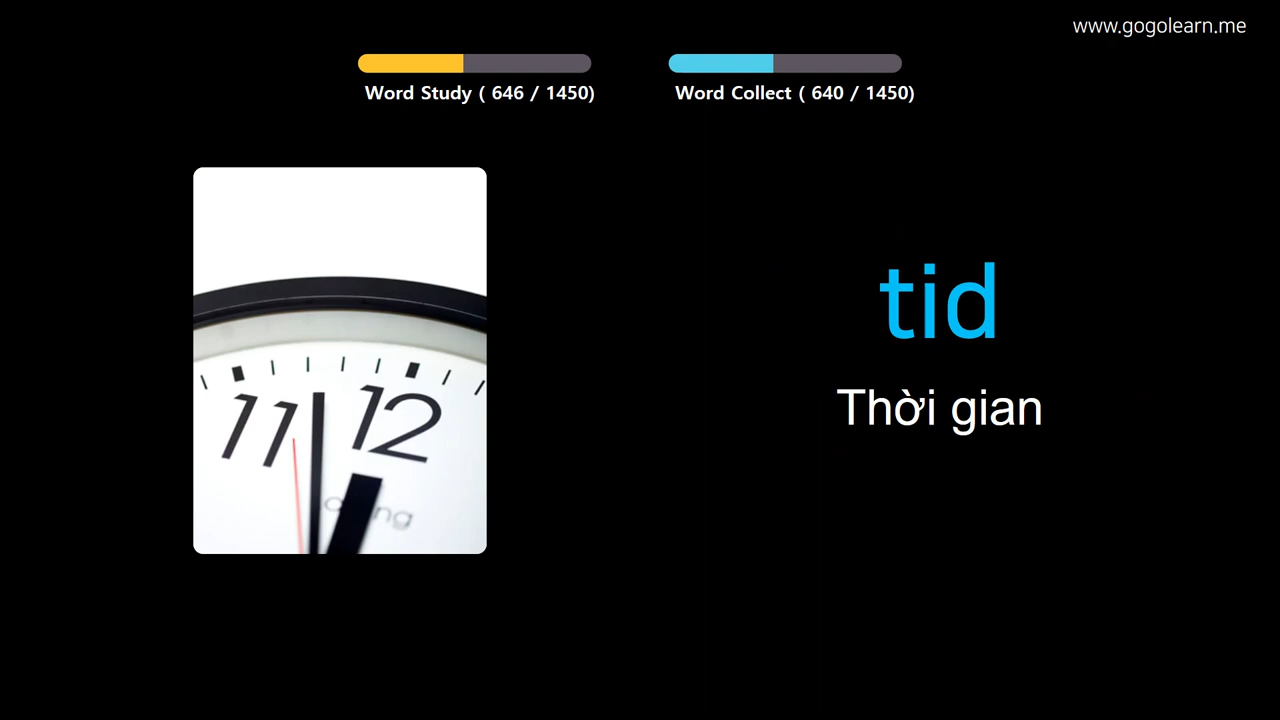 www.gogolearn.me
Word Study ( 646 / 1450)
Word Collect ( 640 / 1450)
tid
Thời gian
11 12